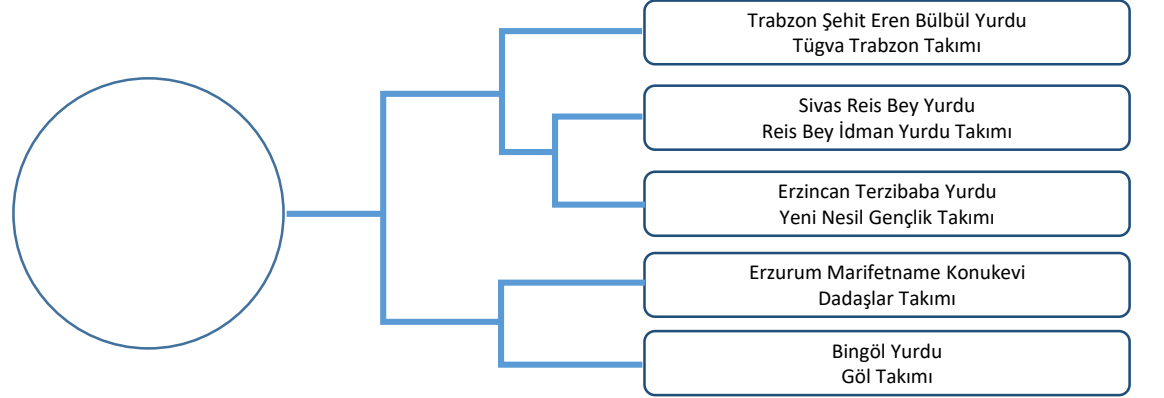 Trabzon Şehit Eren Bülbül Yurdu
Tügva Trabzon Takımı
Sivas Reis Bey Yurdu
Reis Bey İdman Yurdu Takımı
Erzincan Terzibaba Yurdu
Yeni Nesil Gençlik Takımı
Erzurum Marifetname Konukevi
Dadaşlar Takımı
Bingöl Yurdu
Göl Takımı